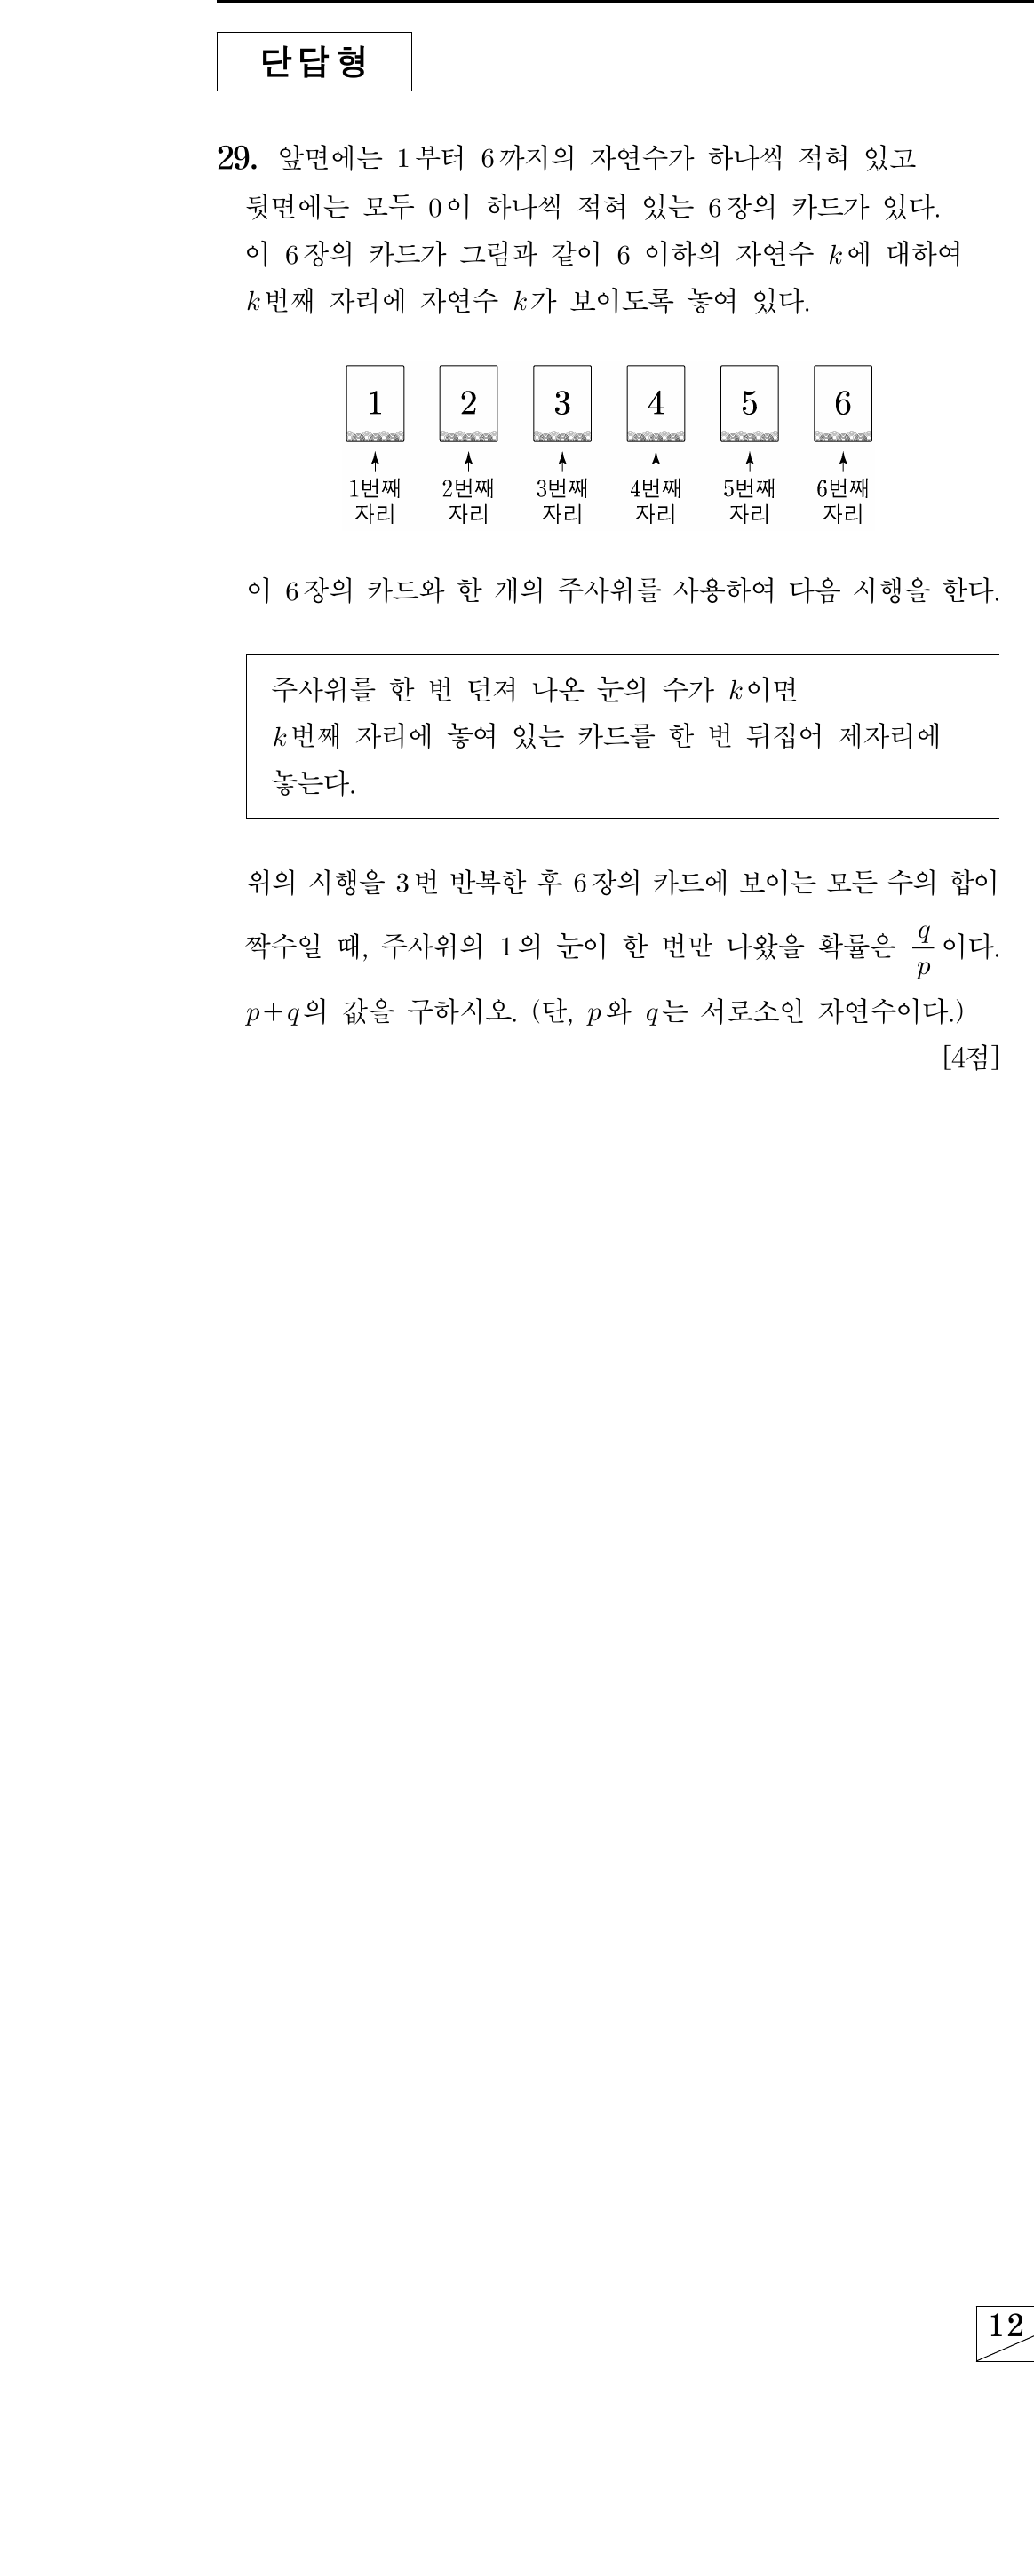 단답형
29. 앞면에는 1부터 6까지의 자연수가 하나씩 적혀 있고
뒷면에는 모두 0이 하나씩 적혀 있는 6장의 카드가 있다.
이 6장의 카드가 그림과 같이 6 이하의 자연수 k에 대하여
k번째 자리에 자연수 k가 보이도록 놓여 있다.
1 2 3 4 5 6
1번째 2번째 3번째 4번째 5번째 6번째
자리 자리 자리 자리 자리 자리
이 6장의 카드와 한 개의 주사위를 사용하여 다음 시행을 한다.
주사위를 한 번 던져 나온 눈의 수가 k이면
k번째 자리에 놓여 있는 카드를 한 번 뒤집어 제자리에
놓는다.
위의 시행을 3번 반복한 후 6장의 카드에 보이는 모든 수의 합이
짝수일 때, 주사위의 1의 눈이 한 번만 나왔을 확률은 q/p이다.
p+q의 값을 구하시오. (단, p와 q는 서로소인 자연수이다.)
[4점]
12